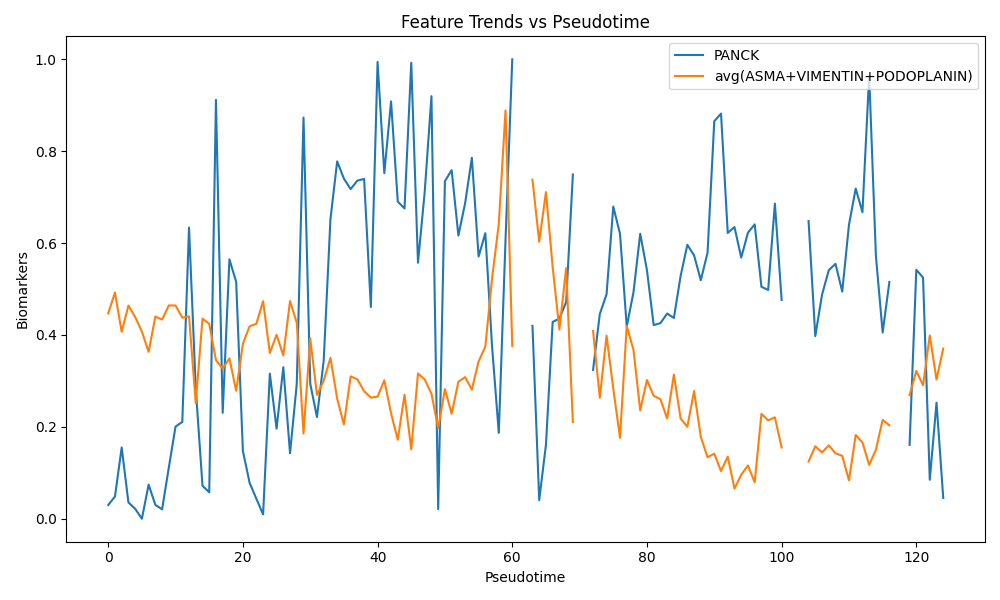 Feature Trends vs Pseudotime
PANCK
avg(ASMA+VIMENTIN+PODOPLANIN)
Biomarkers
1.0
0.8
0.6
0.4
0.2
0.0
0 20 40 60 80 100 120
Pseudotime